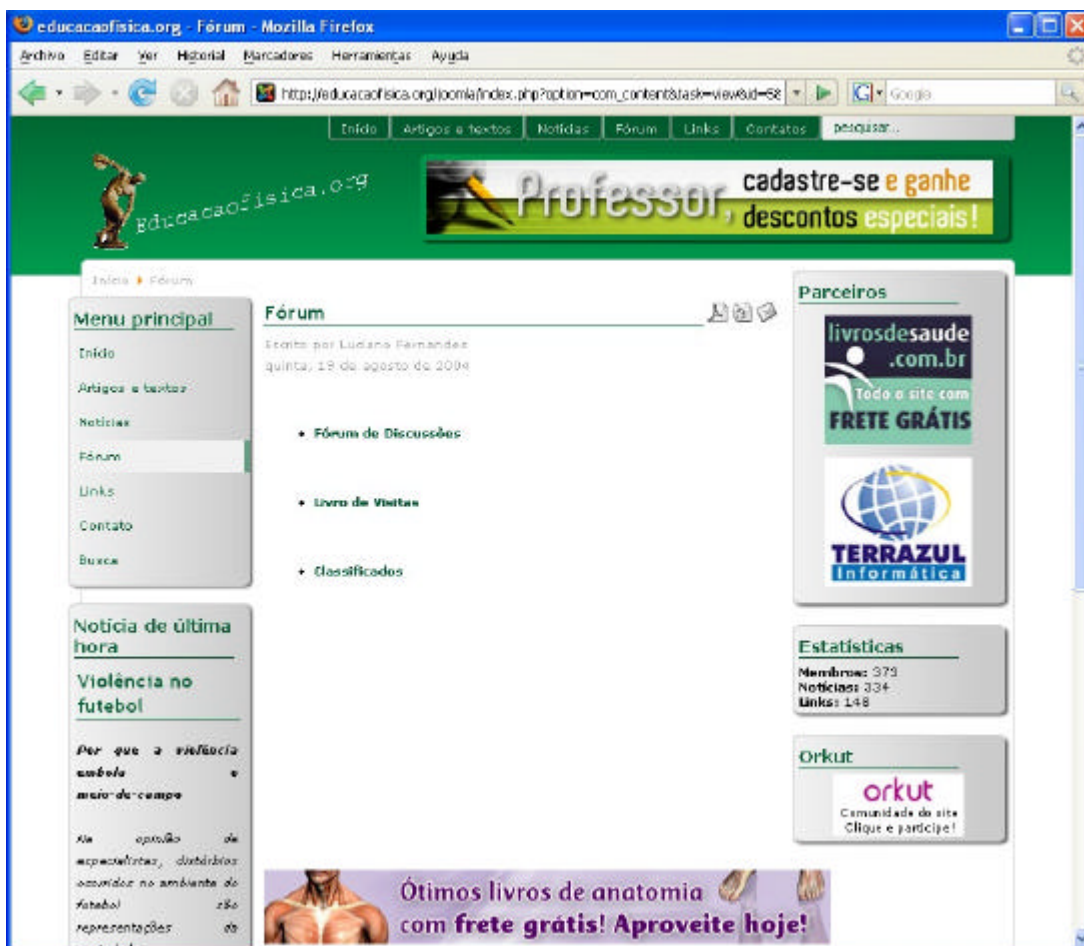 educacaofisica.org - Fórum - Mozilla Firefox
Archivo Editar Ver Historial Marcadores Herramientas Ayuda
http://educacaofisica.org/joomla/index.php?option=com_content&task=view&id=58
Google
Início Artigos e textos Notícias Fórum Links Contatos pesquisar...
Educacaofisica.org
Professor, cadastre-se e ganhe
descontos especiais!
Início Fórum
Menu principal
Início
Artigos e textos
Notícias
Fórum
Links
Contato
Busca
Notícia de última
hora
Violência no
futebol
Por que a violência
embola o
meio-de-campo
Na opinião de
especialistas, distúrbios
ocorridos no ambiente do
futebol são
representações da
Fórum
Escrito por Luciano Fernandes
quinta, 19 de agosto de 2004
Fórum de Discussões
Livro de Visitas
Classificados
Ótimos livros de anatomia
com frete grátis! Aproveite hoje!
Parceiros
livrosdesaude
.com.br
Todo o site com
FRETE GRÁTIS
TERRAZUL
Informática
Estatísticas
Membros: 379
Notícias: 334
Links: 148
Orkut
orkut
Comunidade do site
Clique e participe!